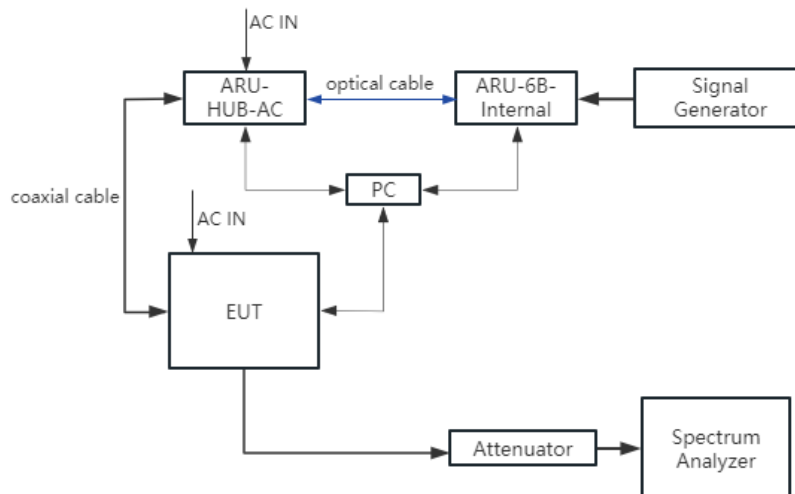 AC IN
ARU-
HUB-AC
optical cable
ARU-6B-
Internal
Signal
Generator
PC
coaxial cable
AC IN
EUT
Attenuator
Spectrum
Analyzer